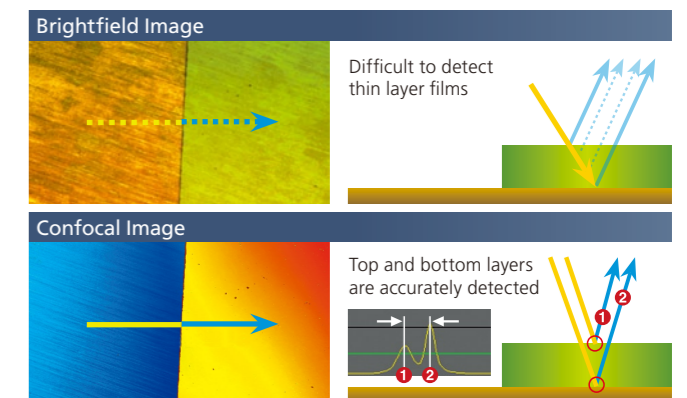 Brightfield Image
Difficult to detect
thin layer films
Confocal Image
Top and bottom layers
are accurately detected
1 2
1 2